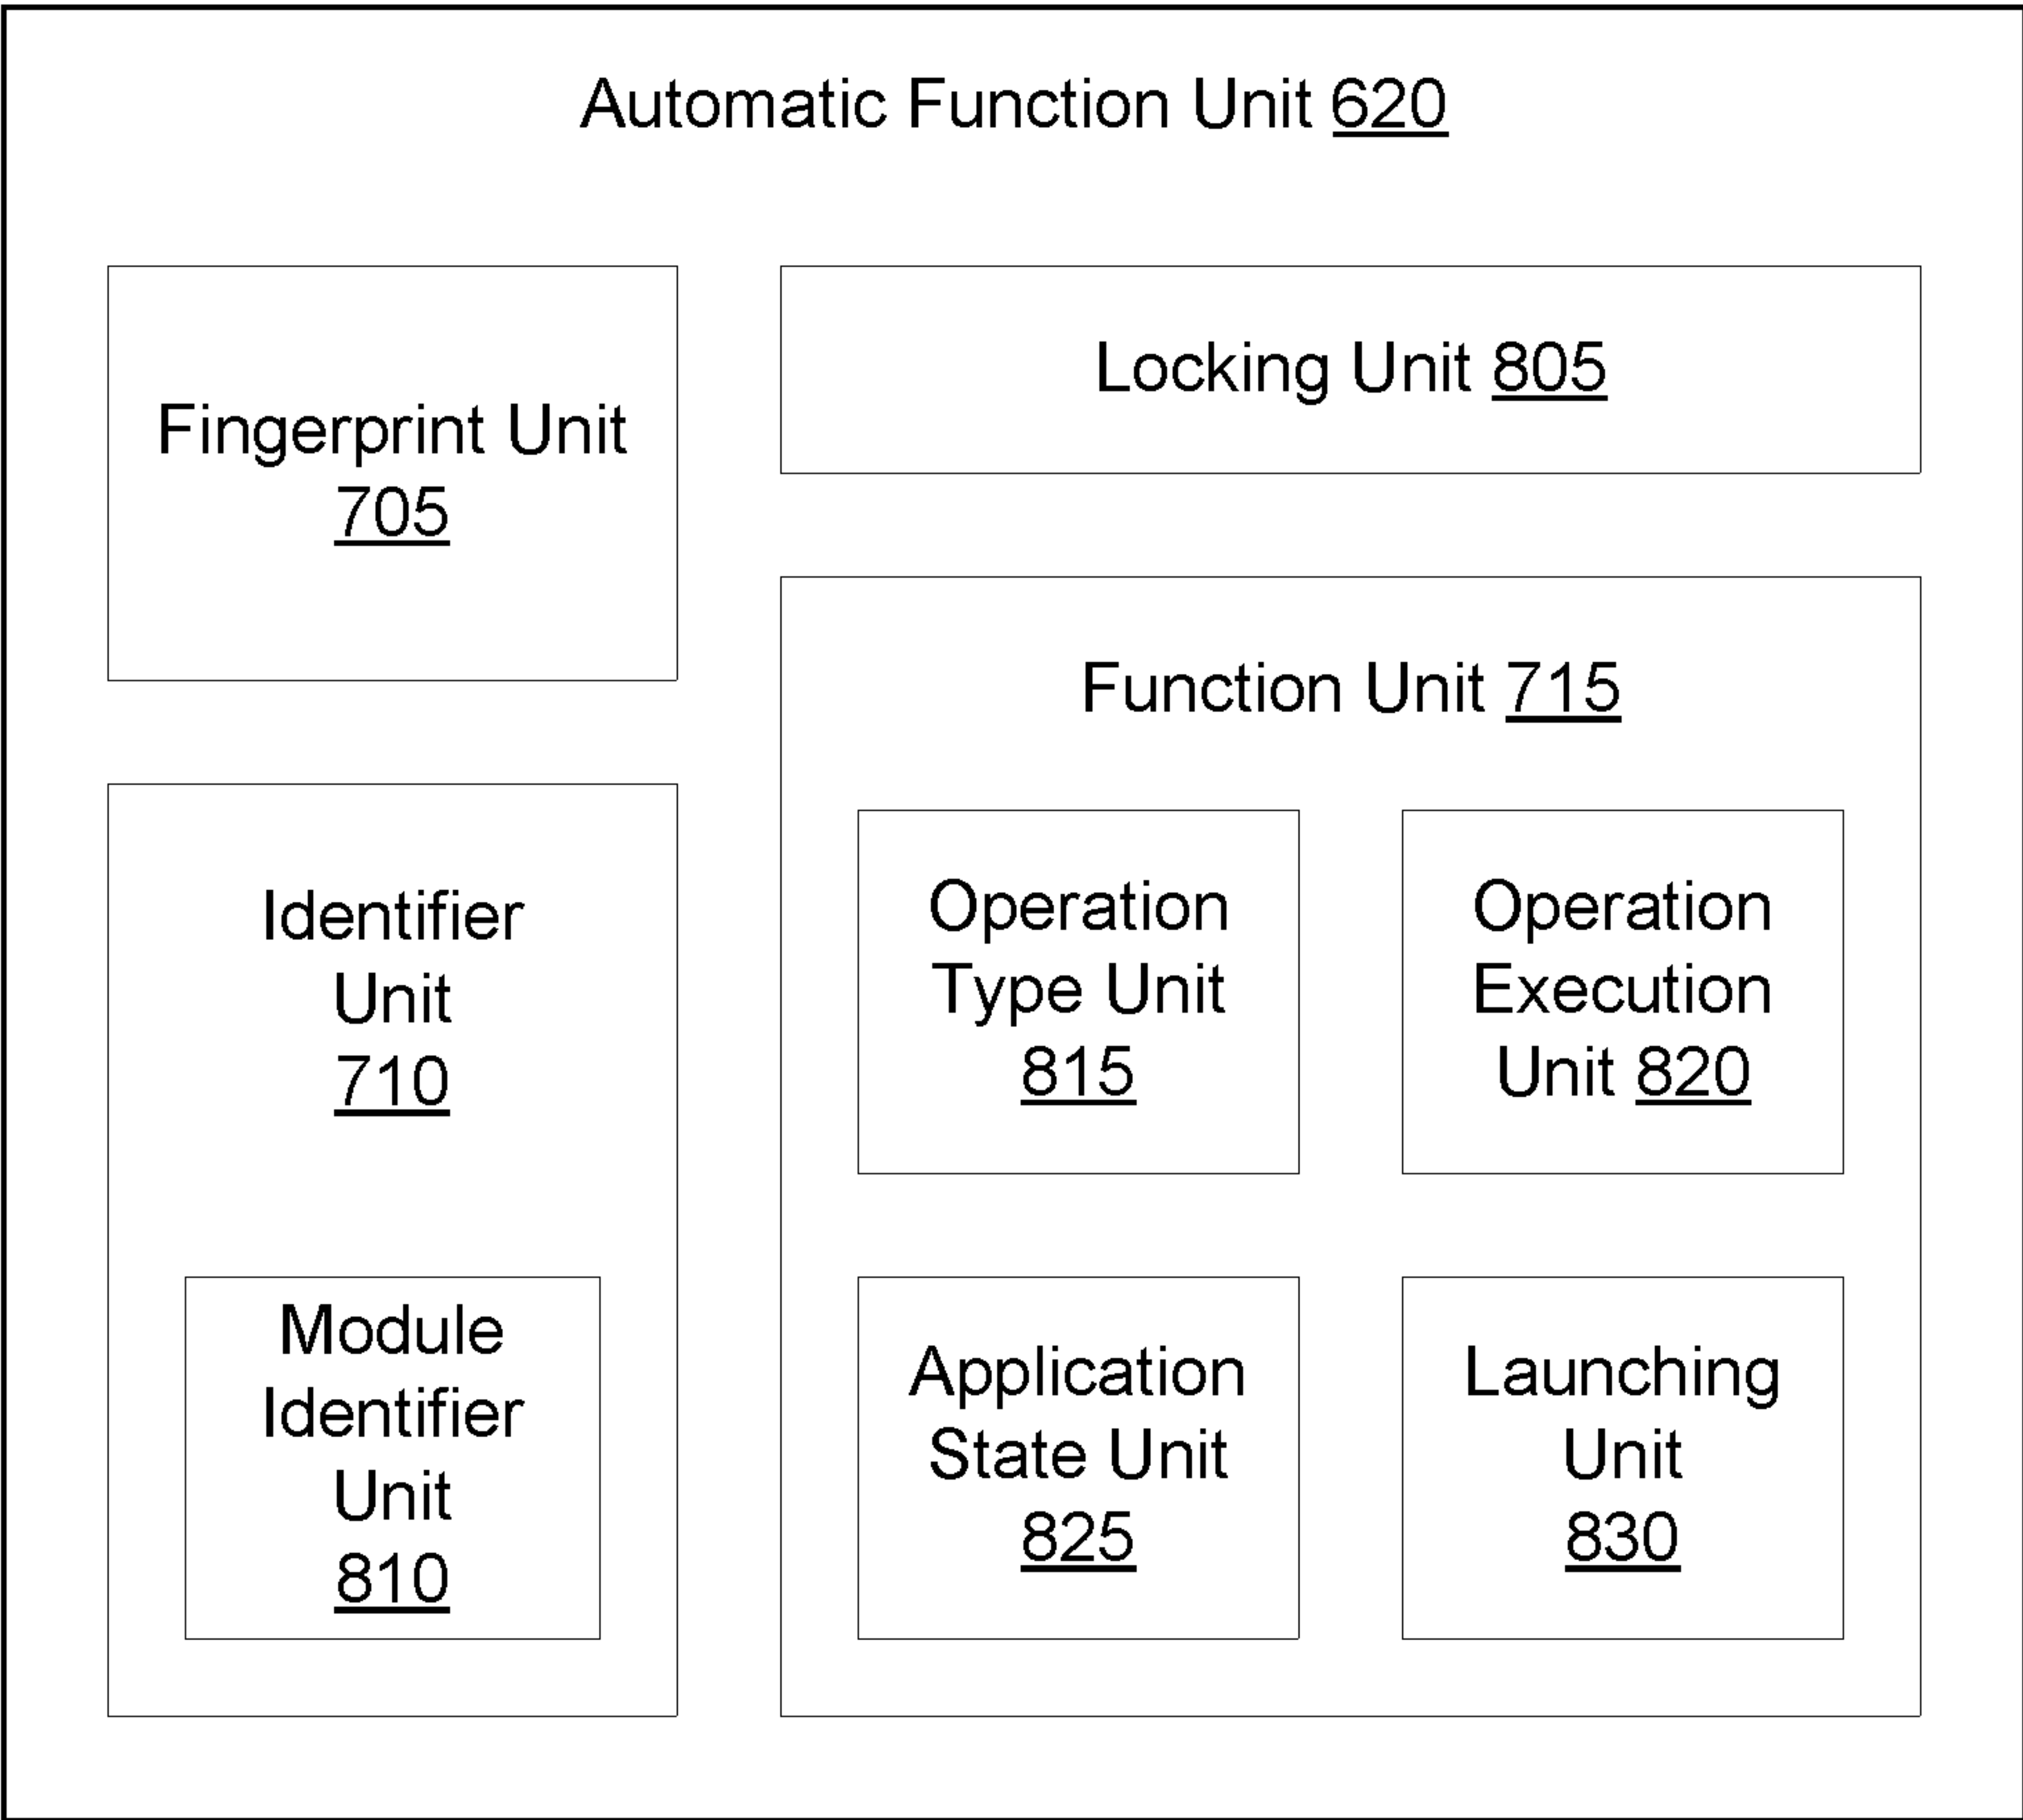 Automatic Function Unit 620
Fingerprint Unit
705
Locking Unit 805
Identifier
Unit
710
Module
Identifier
Unit
810
Function Unit 715
Operation
Type Unit
815
Operation
Execution
Unit 820
Application
State Unit
825
Launching
Unit
830